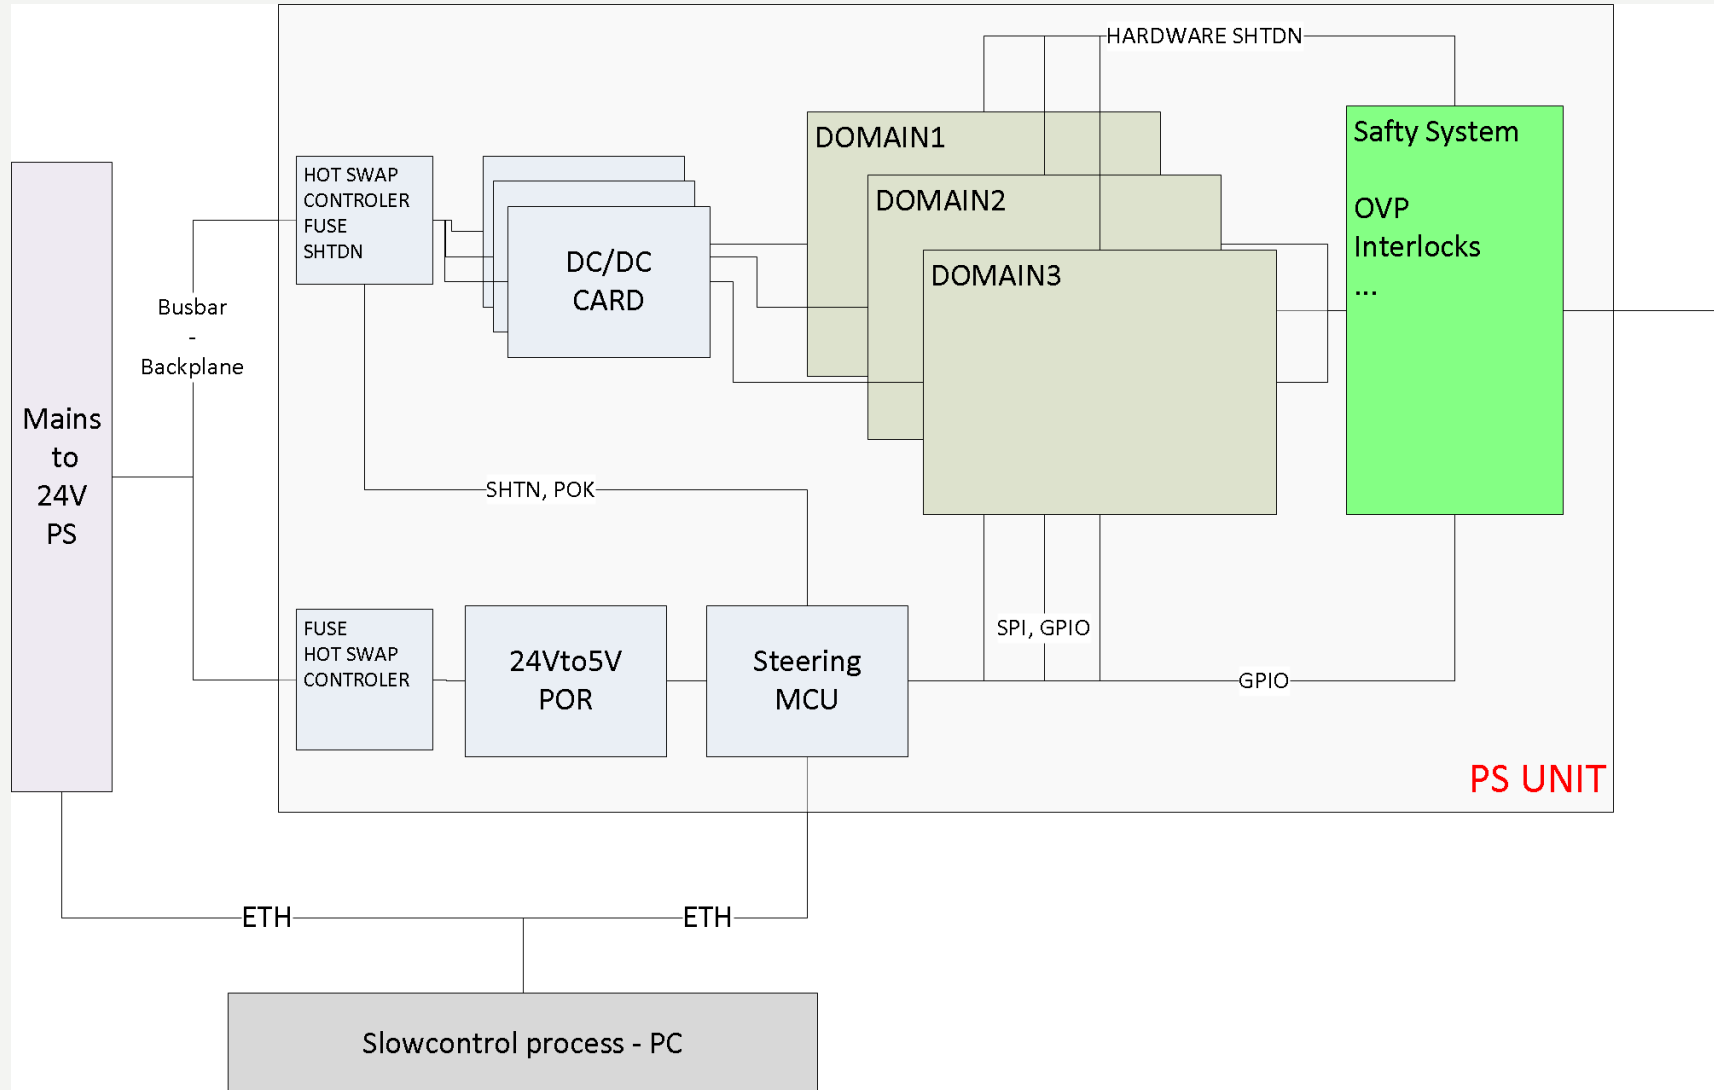 HARDWARE SHTDN
DOMAIN1
Safty System
HOT SWAP
CONTROLER
FUSE
SHTDN
DOMAIN2
OVP
Interlocks
...
DC/DC
CARD
DOMAIN3
Busbar
-
Backplane
Mains
to
24V
PS
SHTN, POK
FUSE
HOT SWAP
CONTROLER
24Vto5V
POR
Steering
MCU
SPI, GPIO
GPIO
PS UNIT
ETH
ETH
Slowcontrol process - PC